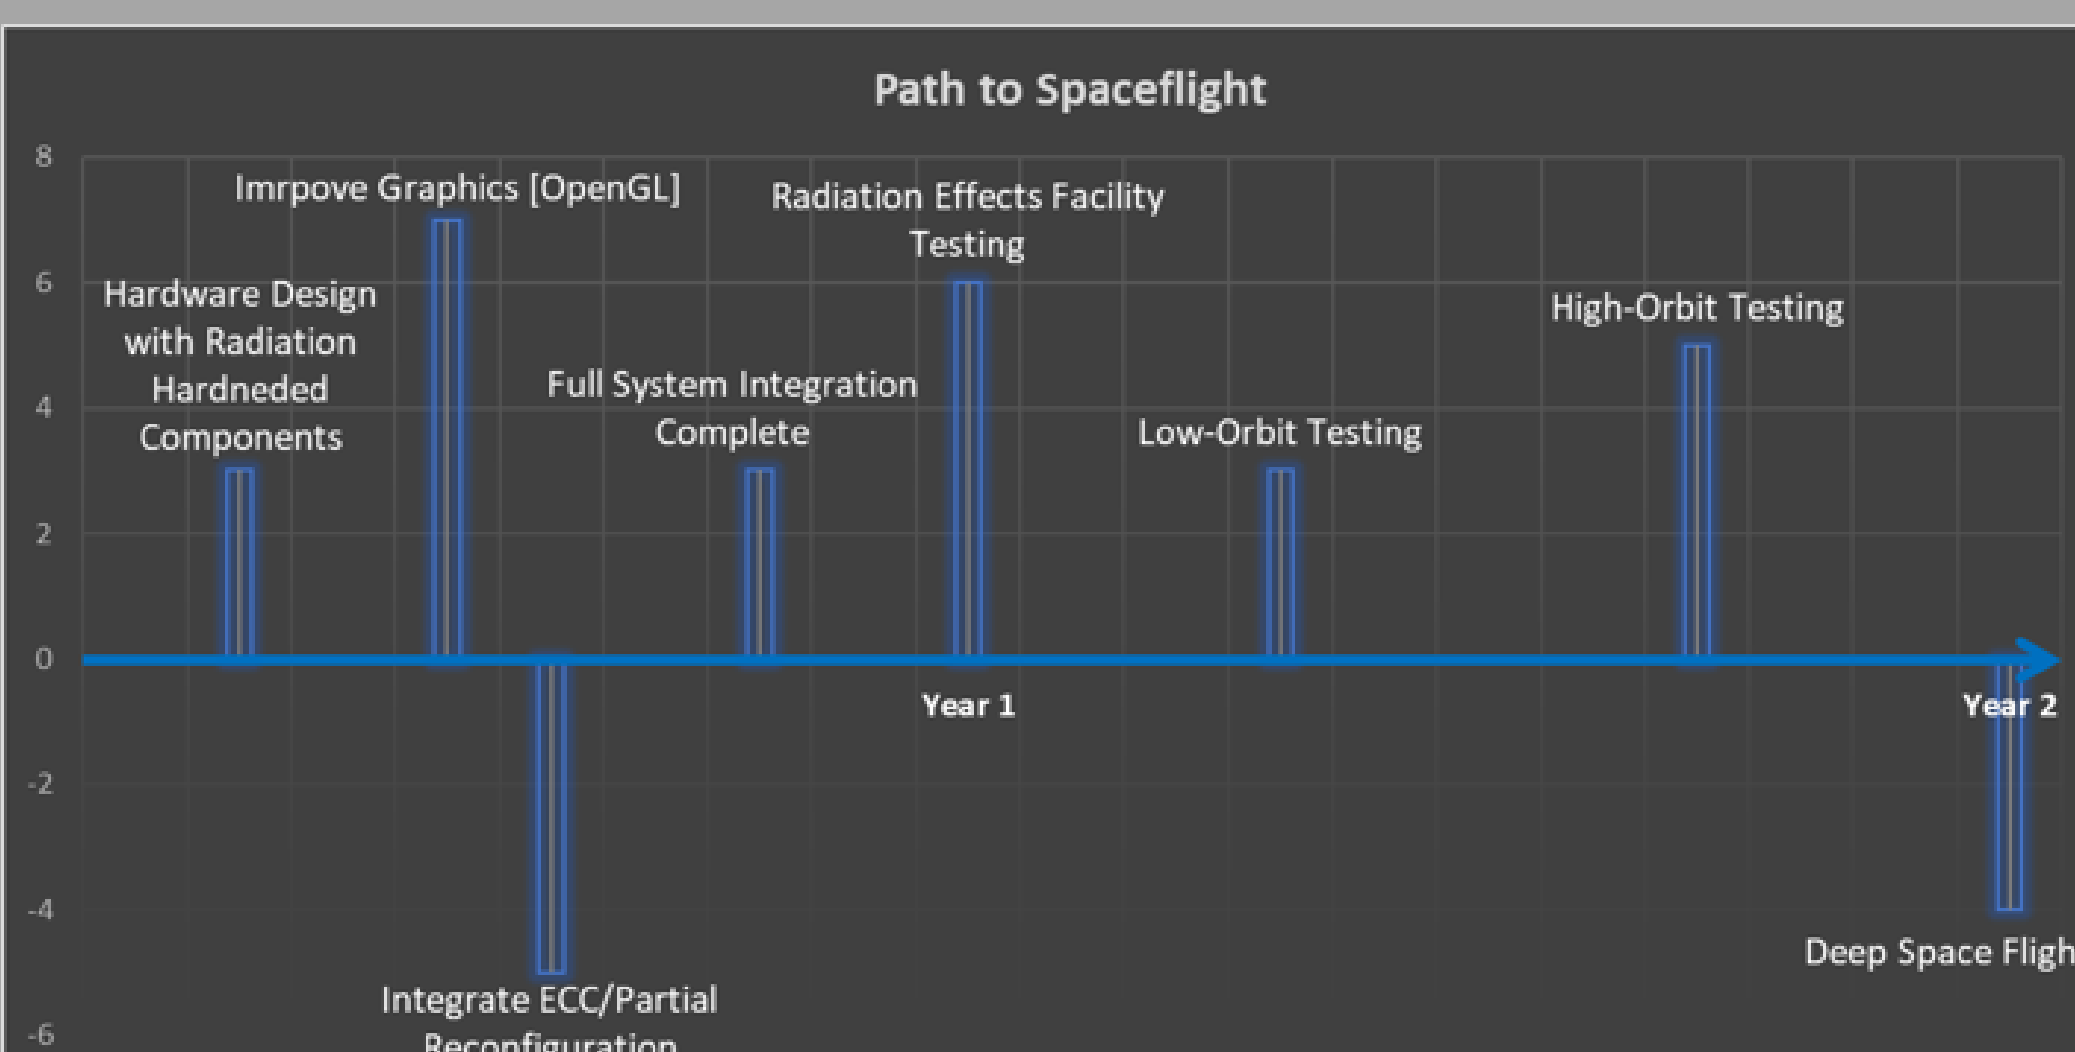 Path to Spaceflight
8
Imrpove Graphics [OpenGL]
Radiation Effects Facility
Testing
6
Hardware Design
with Radiation
Hardneded
Components
High-Orbit Testing
4
Full System Integration
Complete
Low-Orbit Testing
2
0
Year 1
Year 2
-2
-4
Deep Space Fligh
Integrate ECC/Partial
Reconfiguration
-6